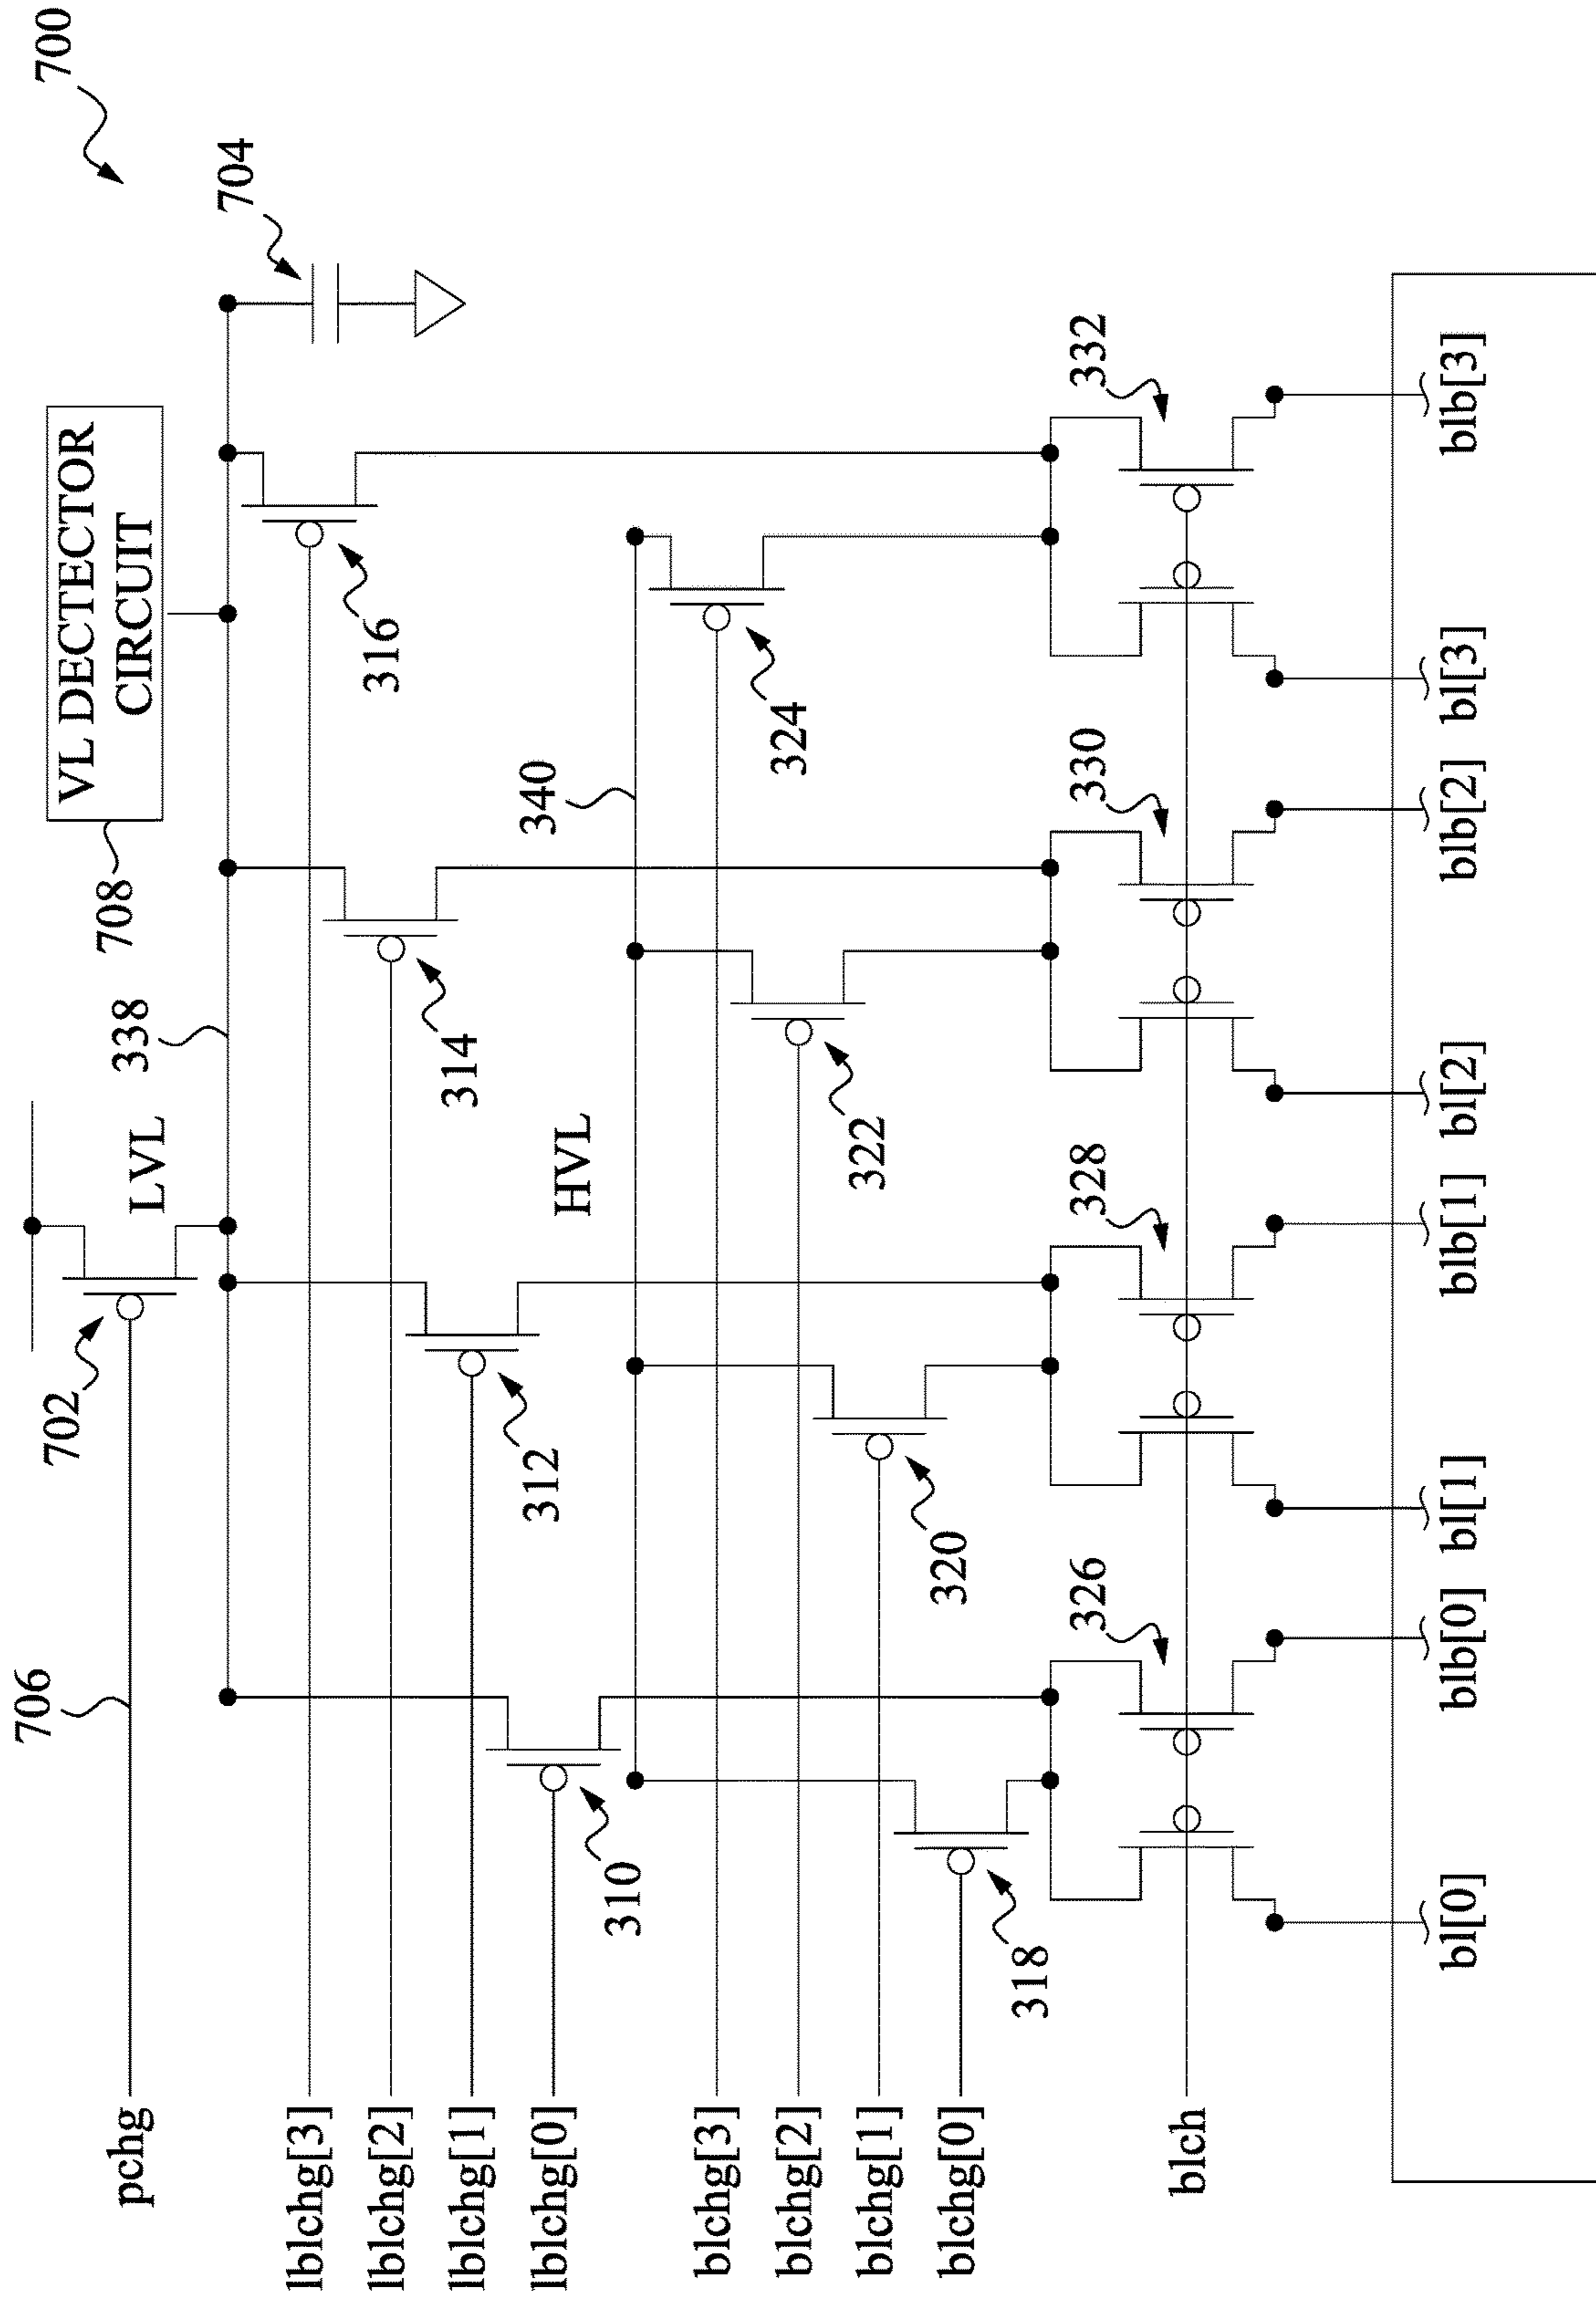 700
704
VL DECTECTOR
CIRCUIT
708
338
LVL
702
706
pchg
lblchg[3]
lblchg[2]
lblchg[1]
lblchg[0]
316
314
312
310
HVL
340
blchg[3]
blchg[2]
blchg[1]
blchg[0]
324
322
320
318
332
330
328
326
blch
bl[0]
blb[0]
bl[1]
blb[1]
bl[2]
blb[2]
bl[3]
blb[3]